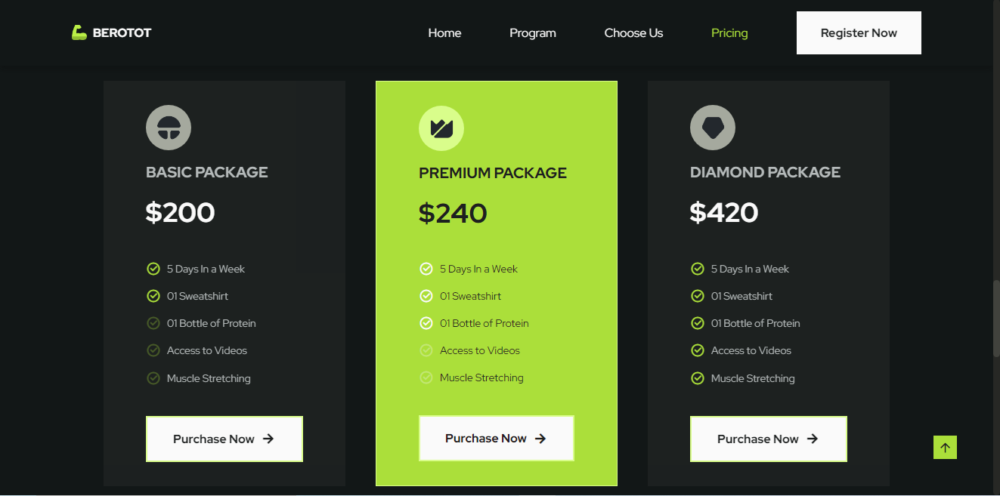 BEROTOT
Home
Program
Choose Us
Pricing
Register Now
BASIC PACKAGE
$200
5 Days In a Week
01 Sweatshirt
01 Bottle of Protein
Access to Videos
Muscle Stretching
Purchase Now
PREMIUM PACKAGE
$240
5 Days In a Week
01 Sweatshirt
01 Bottle of Protein
Access to Videos
Muscle Stretching
Purchase Now
DIAMOND PACKAGE
$420
5 Days In a Week
01 Sweatshirt
01 Bottle of Protein
Access to Videos
Muscle Stretching
Purchase Now